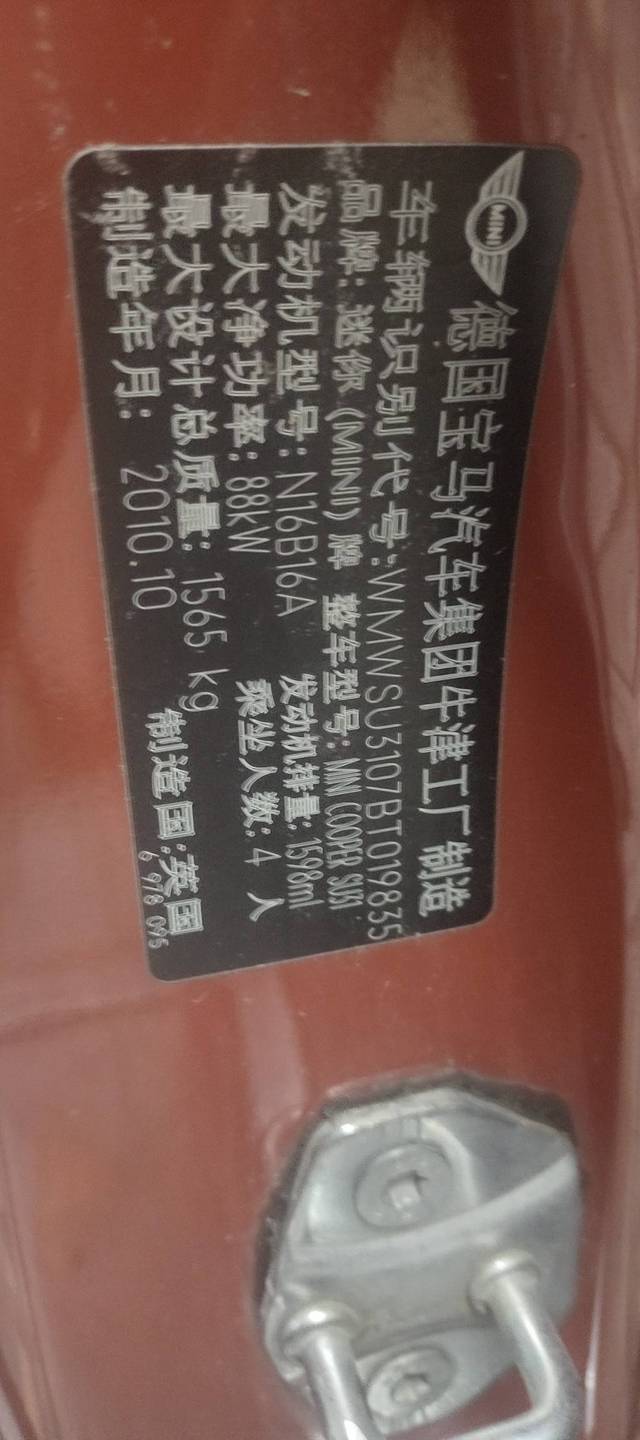 MINI
德国宝马汽车集团牛津工厂制造
车辆识别代号:WMWSU3107BT019835
品牌: 迷你 (MINI) 牌 整车型号: MINI COOPER SU31
发动机型号: N16B16A 发动机排量: 1598ml
最大净功率: 88kW 乘坐人数: 4 人
最大设计总质量: 1565 kg
制造年月: 2010.10 制造国:英国
6 978 095